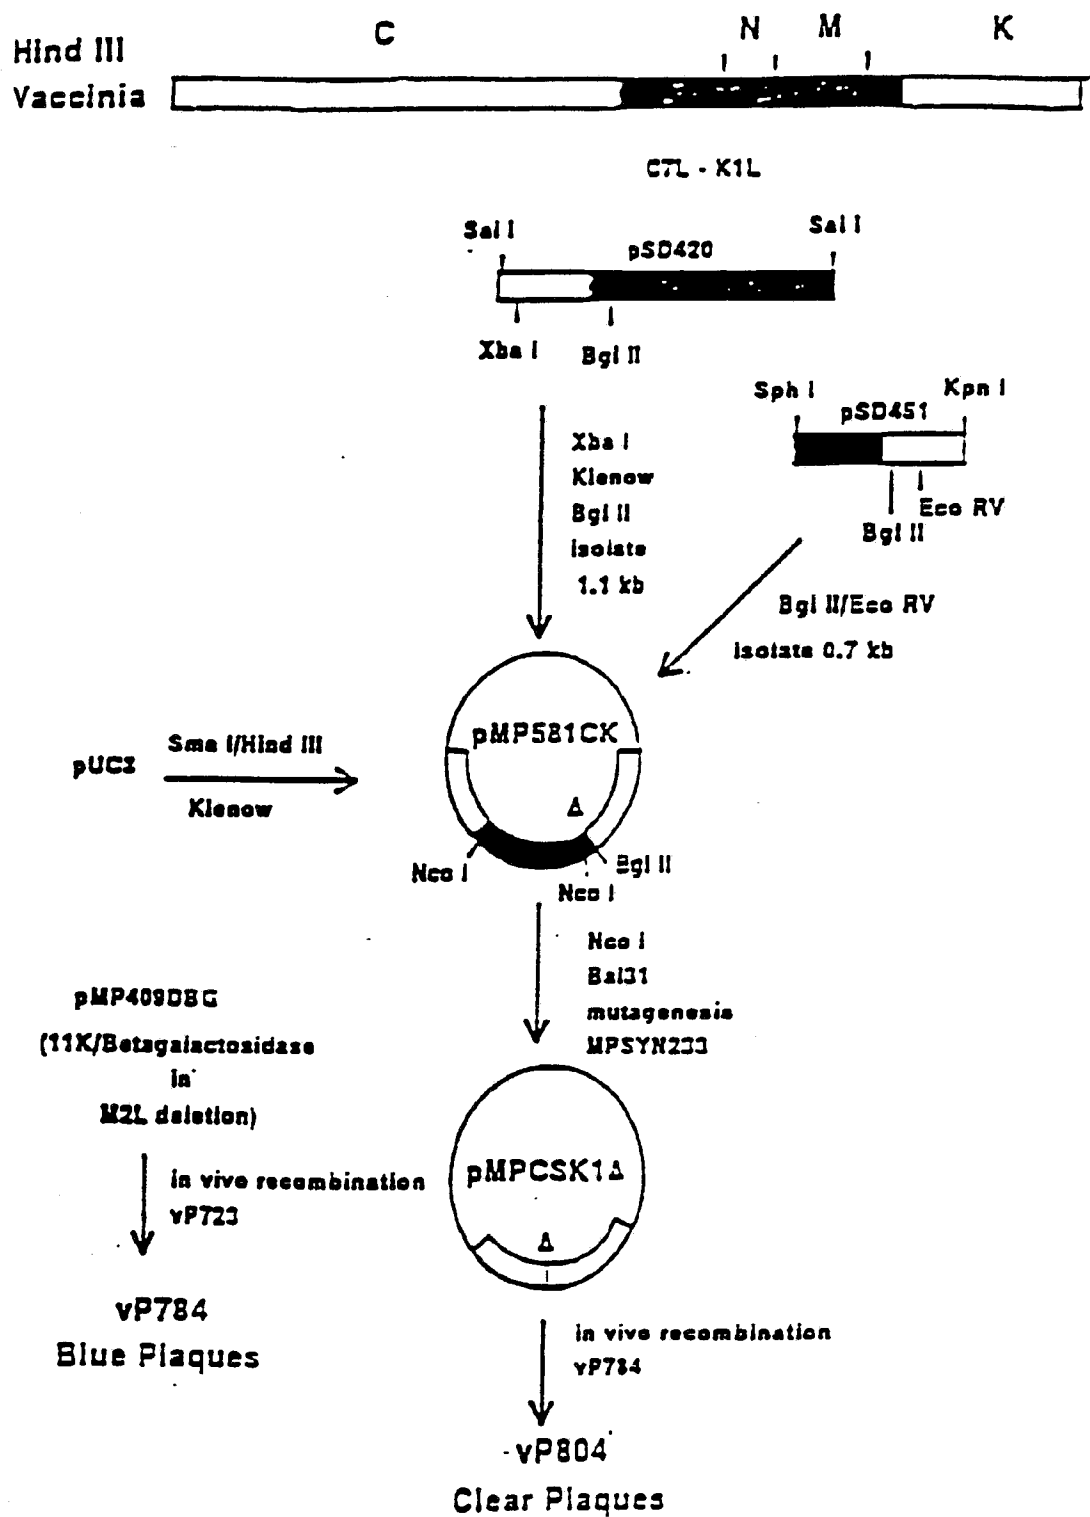 C N M K
Hind III
Vaccinia
C7L - K1L
Sal I Sal I
pSD420
Xba I Bgl II
Sph I Kpn I
pSD451
Xba I
Klenow
Bgl II
isolate
1.1 kb
Eco RV
Bgl II
Bgl II/Eco RV
isolate 0.7 kb
pMP581CK
Sma I/Hind III
Klenow
Δ
Nco I
Bgl II
Nco I
Nco I
Bal31
mutagenesis
MPSYN233
pMP409DBG
(11K/Betagalactosidase
in
M2L deletion)
in vivo recombination
vP723
pMPCSK1Δ
Δ
vP784
Blue Plaques
in vivo recombination
vP784
vP804
Clear Plaques